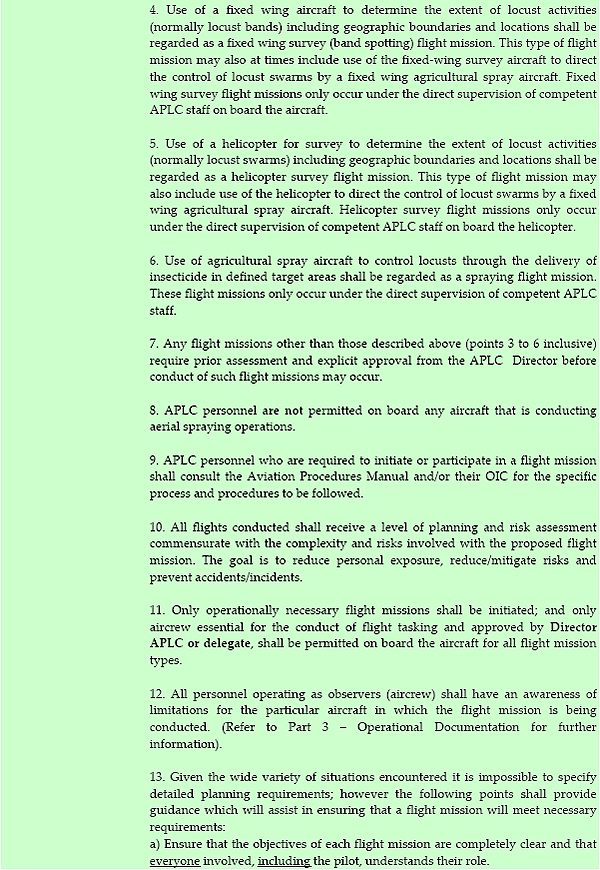 4. Use of a fixed wing aircraft to determine the extent of locust activities
(normally locust bands) including geographic boundaries and locations shall be
regarded as a fixed wing survey (band spotting) flight mission. This type of flight
mission may also at times include use of the fixed-wing survey aircraft to direct
the control of locust swarms by a fixed wing agricultural spray aircraft. Fixed
wing survey flight missions only occur under the direct supervision of competent
APLC staff on board the aircraft.
5. Use of a helicopter for survey to determine the extent of locust activities
(normally locust swarms) including geographic boundaries and locations shall be
regarded as a helicopter survey flight mission. This type of flight mission may
also include use of the helicopter to direct the control of locust swarms by a fixed
wing agricultural spray aircraft. Helicopter survey flight missions only occur
under the direct supervision of competent APLC staff on board the helicopter.
6. Use of agricultural spray aircraft to control locusts through the delivery of
insecticide in defined target areas shall be regarded as a spraying flight mission.
These flight missions only occur under the direct supervision of competent APLC
staff.
7. Any flight missions other than those described above (points 3 to 6 inclusive)
require prior assessment and explicit approval from the APLC Director before
conduct of such flight missions may occur.
8. APLC personnel are not permitted on board any aircraft that is conducting
aerial spraying operations.
9. APLC personnel who are required to initiate or participate in a flight mission
shall consult the Aviation Procedures Manual and/or their OIC for the specific
process and procedures to be followed.
10. All flights conducted shall receive a level of planning and risk assessment
commensurate with the complexity and risks involved with the proposed flight
mission. The goal is to reduce personal exposure, reduce/mitigate risks and
prevent accidents/incidents.
11. Only operationally necessary flight missions shall be initiated; and only
aircrew essential for the conduct of flight tasking and approved by Director
APLC or delegate, shall be permitted on board the aircraft for all flight mission
types.
12. All personnel operating as observers (aircrew) shall have an awareness of
limitations for the particular aircraft in which the flight mission is being
conducted. (Refer to Part 3 – Operational Documentation for further
information).
13. Given the wide variety of situations encountered it is impossible to specify
detailed planning requirements; however the following points shall provide
guidance which will assist in ensuring that a flight mission will meet necessary
requirements:
a) Ensure that the objectives of each flight mission are completely clear and that
everyone involved, including the pilot, understands their role.